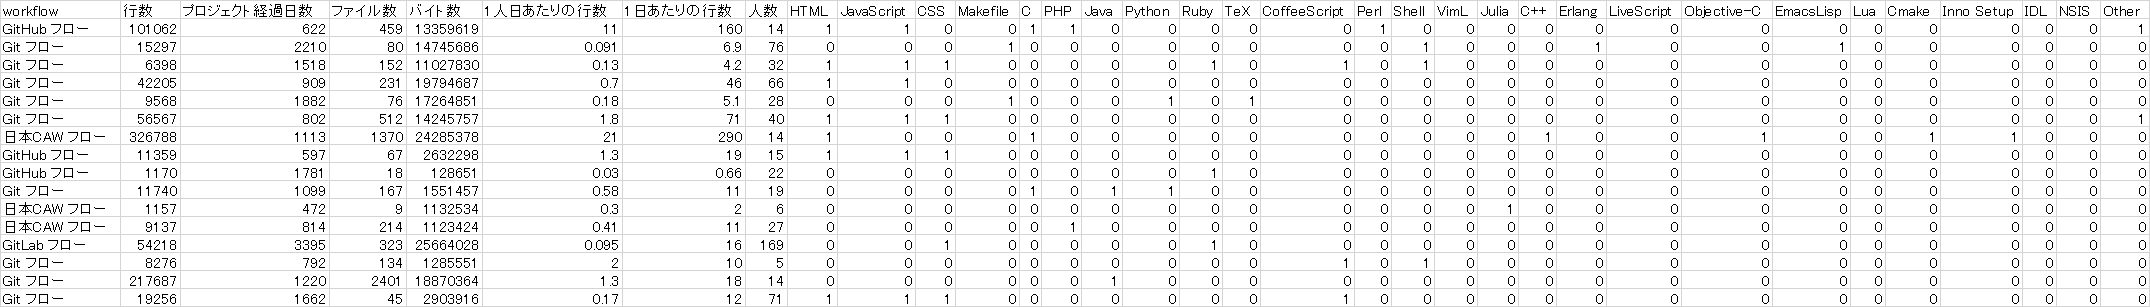 workflow 行数 プロジェクト経過日数 ファイル数 バイト数 1人日あたりの行数 1日あたりの行数 人数 HTML JavaScript CSS Makefile C PHP Java Python Ruby TeX CoffeeScript Perl Shell VimL Julia C++ Erlang LiveScript Objective-C EmacsLisp Lua Cmake Inno Setup IDL NSIS Other
GitHub フロー 101062 622 459 13359619 11 160 14 1 1 0 0 1 1 0 0 0 0 0 1 0 0 0 0 0 0 0 0 0 0 0 0 0 1
Git フロー 15297 2210 80 14745686 0.091 6.9 76 0 0 0 1 0 0 0 0 0 0 0 0 1 0 0 0 1 0 0 1 0 0 0 0 0 0
Git フロー 6398 1518 152 11027830 0.13 4.2 32 1 1 1 0 0 0 0 0 1 0 1 0 1 0 0 0 0 0 0 0 0 0 0 0 0 0
Git フロー 42205 909 231 19794687 0.7 46 66 1 1 0 0 0 0 0 0 0 0 0 0 0 0 0 0 0 0 0 0 0 0 0 0 0 0
Git フロー 9568 1882 76 17264851 0.18 5.1 28 0 0 0 1 0 0 0 1 0 1 0 0 0 0 0 0 0 0 0 0 0 0 0 0 0 0
Git フロー 56567 802 512 14245757 1.8 71 40 1 1 1 0 0 0 0 0 0 0 0 0 0 0 0 0 0 0 0 0 0 0 0 0 0 1
日本CAW フロー 326788 1113 1370 24285378 21 290 14 1 0 0 0 1 0 0 0 0 0 0 0 0 0 0 1 0 0 1 0 0 1 1 0 0 0
GitHub フロー 11359 597 67 2632298 1.3 19 15 1 1 1 0 0 0 0 0 0 0 0 0 0 0 0 0 0 0 0 0 0 0 0 0 0 0
GitHub フロー 1170 1781 18 128651 0.03 0.66 22 0 0 0 0 0 0 0 0 1 0 0 0 0 0 0 0 0 0 0 0 0 0 0 0 0 0
Git フロー 11740 1099 167 1551457 0.58 11 19 0 0 0 0 1 0 1 1 0 0 0 0 0 0 0 0 0 0 0 0 0 0 0 0 0 0
日本CAW フロー 1157 472 9 1132534 0.3 2 6 0 0 0 0 0 0 0 0 0 0 0 0 0 0 1 0 0 0 0 0 0 0 0 0 0 0
日本CAW フロー 9137 814 214 1123424 0.41 11 27 0 0 0 0 0 1 0 0 0 0 0 0 0 0 0 0 0 0 0 0 0 0 0 0 0 0
GitLab フロー 54218 3395 323 25664028 0.095 16 169 0 0 1 0 0 0 0 0 1 0 0 0 0 0 0 0 0 0 0 0 0 0 0 0 0 0
Git フロー 8276 792 134 1285551 2 10 5 0 0 0 0 0 0 0 0 0 0 1 0 1 0 0 0 0 0 0 0 0 0 0 0 0 0
Git フロー 217687 1220 2401 18870364 1.3 18 14 0 0 0 0 0 0 1 0 0 0 0 0 0 0 0 0 0 0 0 0 0 0 0 0 0 0
Git フロー 19256 1662 45 2903916 0.17 12 71 1 1 1 0 0 0 0 0 0 0 1 0 0 0 0 0 0 0 0 0 0 0 0 0 0 0